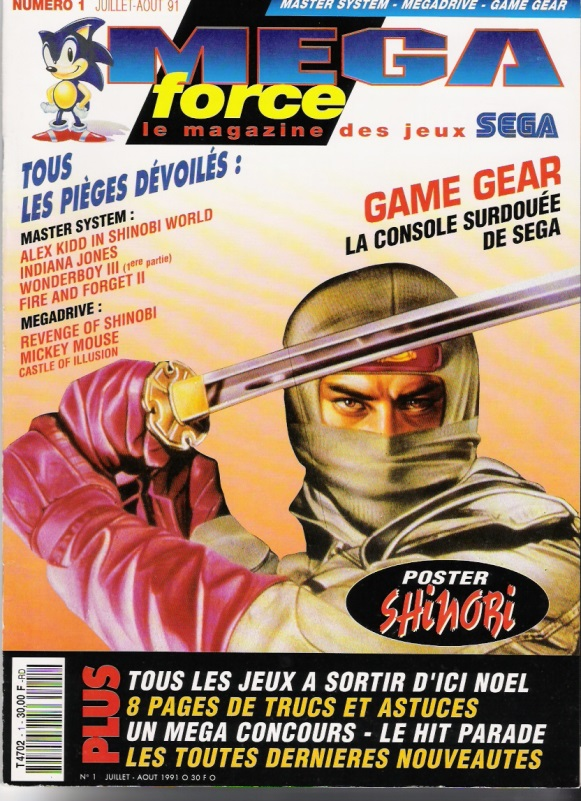 NUMÉRO 1 JUILLET-AOUT 91
MASTER SYSTEM - MEGADRIVE - GAME GEAR
MEGA
force
le magazine des jeux SEGA
TOUS
LES PIÈGES DÉVOILÉS :
MASTER SYSTEM :
ALEX KIDD IN SHINOBI WORLD
INDIANA JONES
WONDERBOY III (1ere partie)
FIRE AND FORGET II
MEGADRIVE :
REVENGE OF SHINOBI
MICKEY MOUSE
CASTLE OF ILLUSION
GAME GEAR
LA CONSOLE SURDOUÉE
DE SEGA
POSTER
SHiNOBi
PLUS
TOUS LES JEUX A SORTIR D'ICI NOEL
8 PAGES DE TRUCS ET ASTUCES
UN MEGA CONCOURS - LE HIT PARADE
LES TOUTES DERNIERES NOUVEAUTES
N° 1 JUILLET - AOUT 1991 O 30 F O
T4702 - 1 - 30,00 F - RD